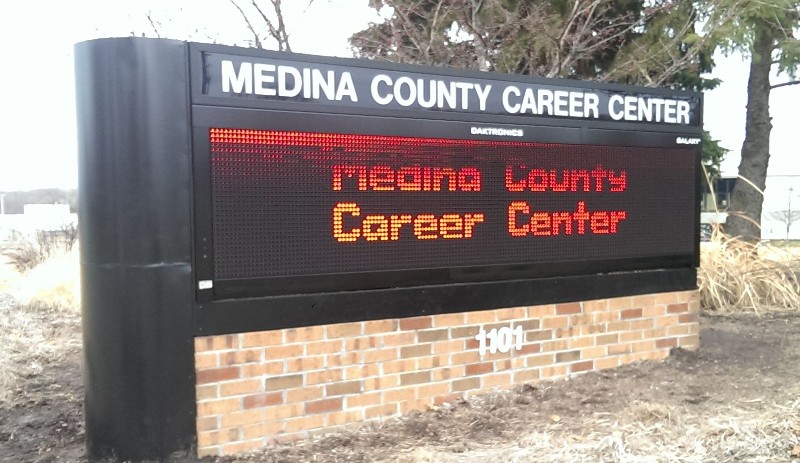 MEDINA COUNTY CAREER CENTER
DAKTRONICS
GALAXY
Medina County
Career Center
1101